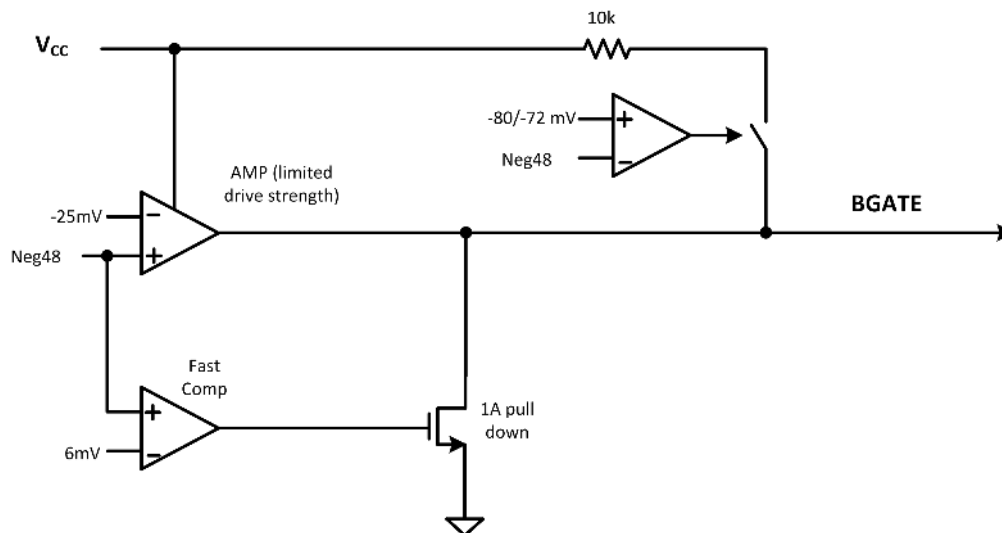 10k
VCC
-80/-72 mV
+
Neg48
−
AMP (limited
drive strength)
BGATE
-25mV
−
Neg48
+
Fast
Comp
+
1A pull
down
6mV
−